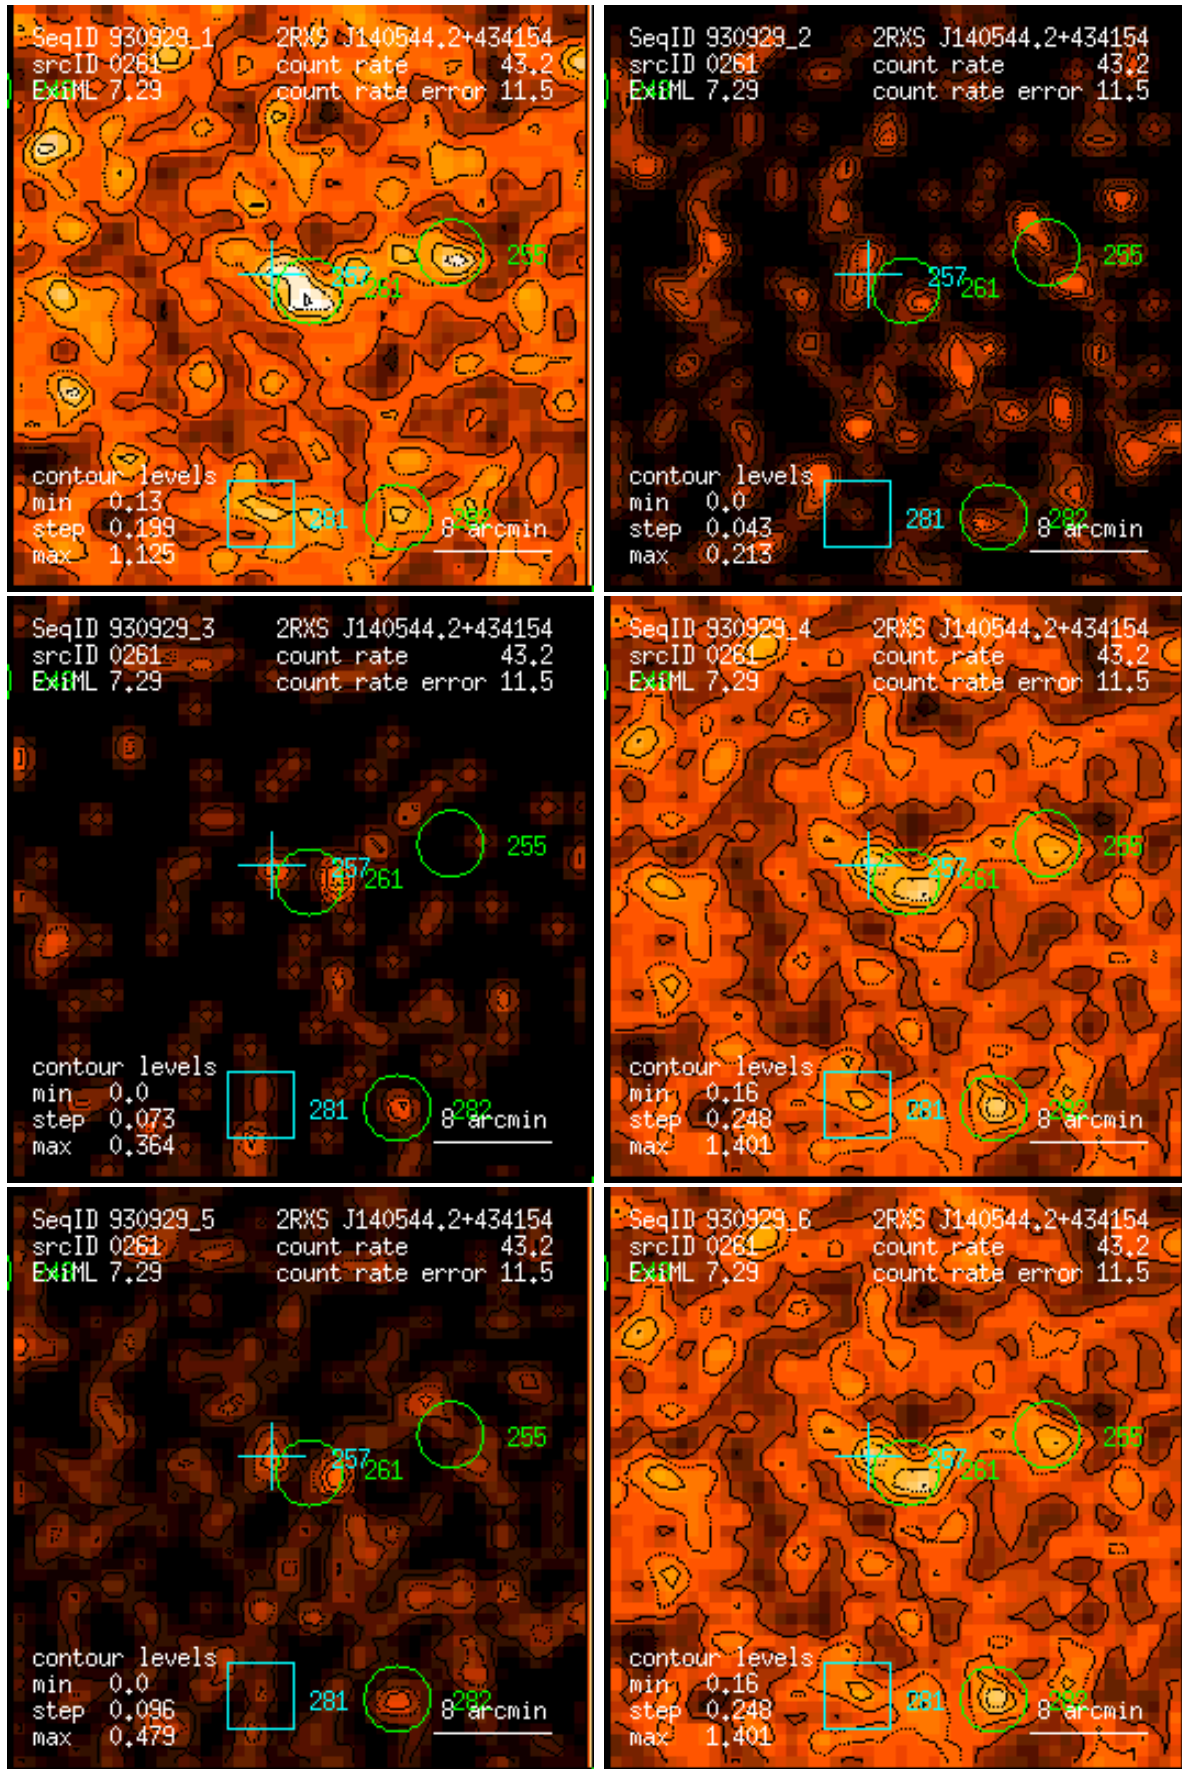 SeqID 930929_1 2RXS J140544.2+434154
srcID 0261 count rate 43.2
ExiML 7.29 count rate error 11.5
255
257
261
contour levels
min 0.13
step 0.199
max 1.125
281
282
8 arcmin
SeqID 930929_2 2RXS J140544.2+434154
srcID 0261 count rate 43.2
ExiML 7.29 count rate error 11.5
255
257
261
contour levels
min 0.0
step 0.043
max 0.213
281
282
8 arcmin
SeqID 930929_3 2RXS J140544.2+434154
srcID 0261 count rate 43.2
ExiML 7.29 count rate error 11.5
255
257
261
contour levels
min 0.0
step 0.073
max 0.364
281
282
8 arcmin
SeqID 930929_4 2RXS J140544.2+434154
srcID 0261 count rate 43.2
ExiML 7.29 count rate error 11.5
255
257
261
contour levels
min 0.16
step 0.248
max 1.401
281
282
8 arcmin
SeqID 930929_5 2RXS J140544.2+434154
srcID 0261 count rate 43.2
ExiML 7.29 count rate error 11.5
255
257
261
contour levels
min 0.0
step 0.096
max 0.479
281
282
8 arcmin
SeqID 930929_6 2RXS J140544.2+434154
srcID 0261 count rate 43.2
ExiML 7.29 count rate error 11.5
255
257
261
contour levels
min 0.16
step 0.248
max 1.401
281
282
8 arcmin